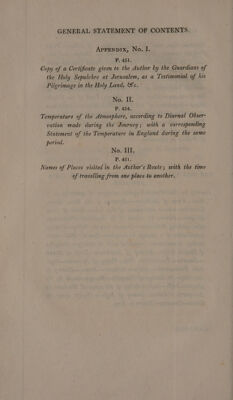 GENERAL STATEMENT OF CONTENTS.
APPENDIX, No. I.
P. 451.
Copy of a Certificate given to the Author by the Guardians of
the Holy Sepulchre at Jerusalem, as a Testimonial of his
Pilgrimage in the Holy Land, &c.
No. II.
P. 454.
Temperature of the Atmosphere, according to Diurnal Obser-
vation made during the Journey; with a corresponding
Statement of the Temperature in England during the same
period.
No. III.
Names of Places visited in the Author's Route; with the time
of travelling from one place to another.